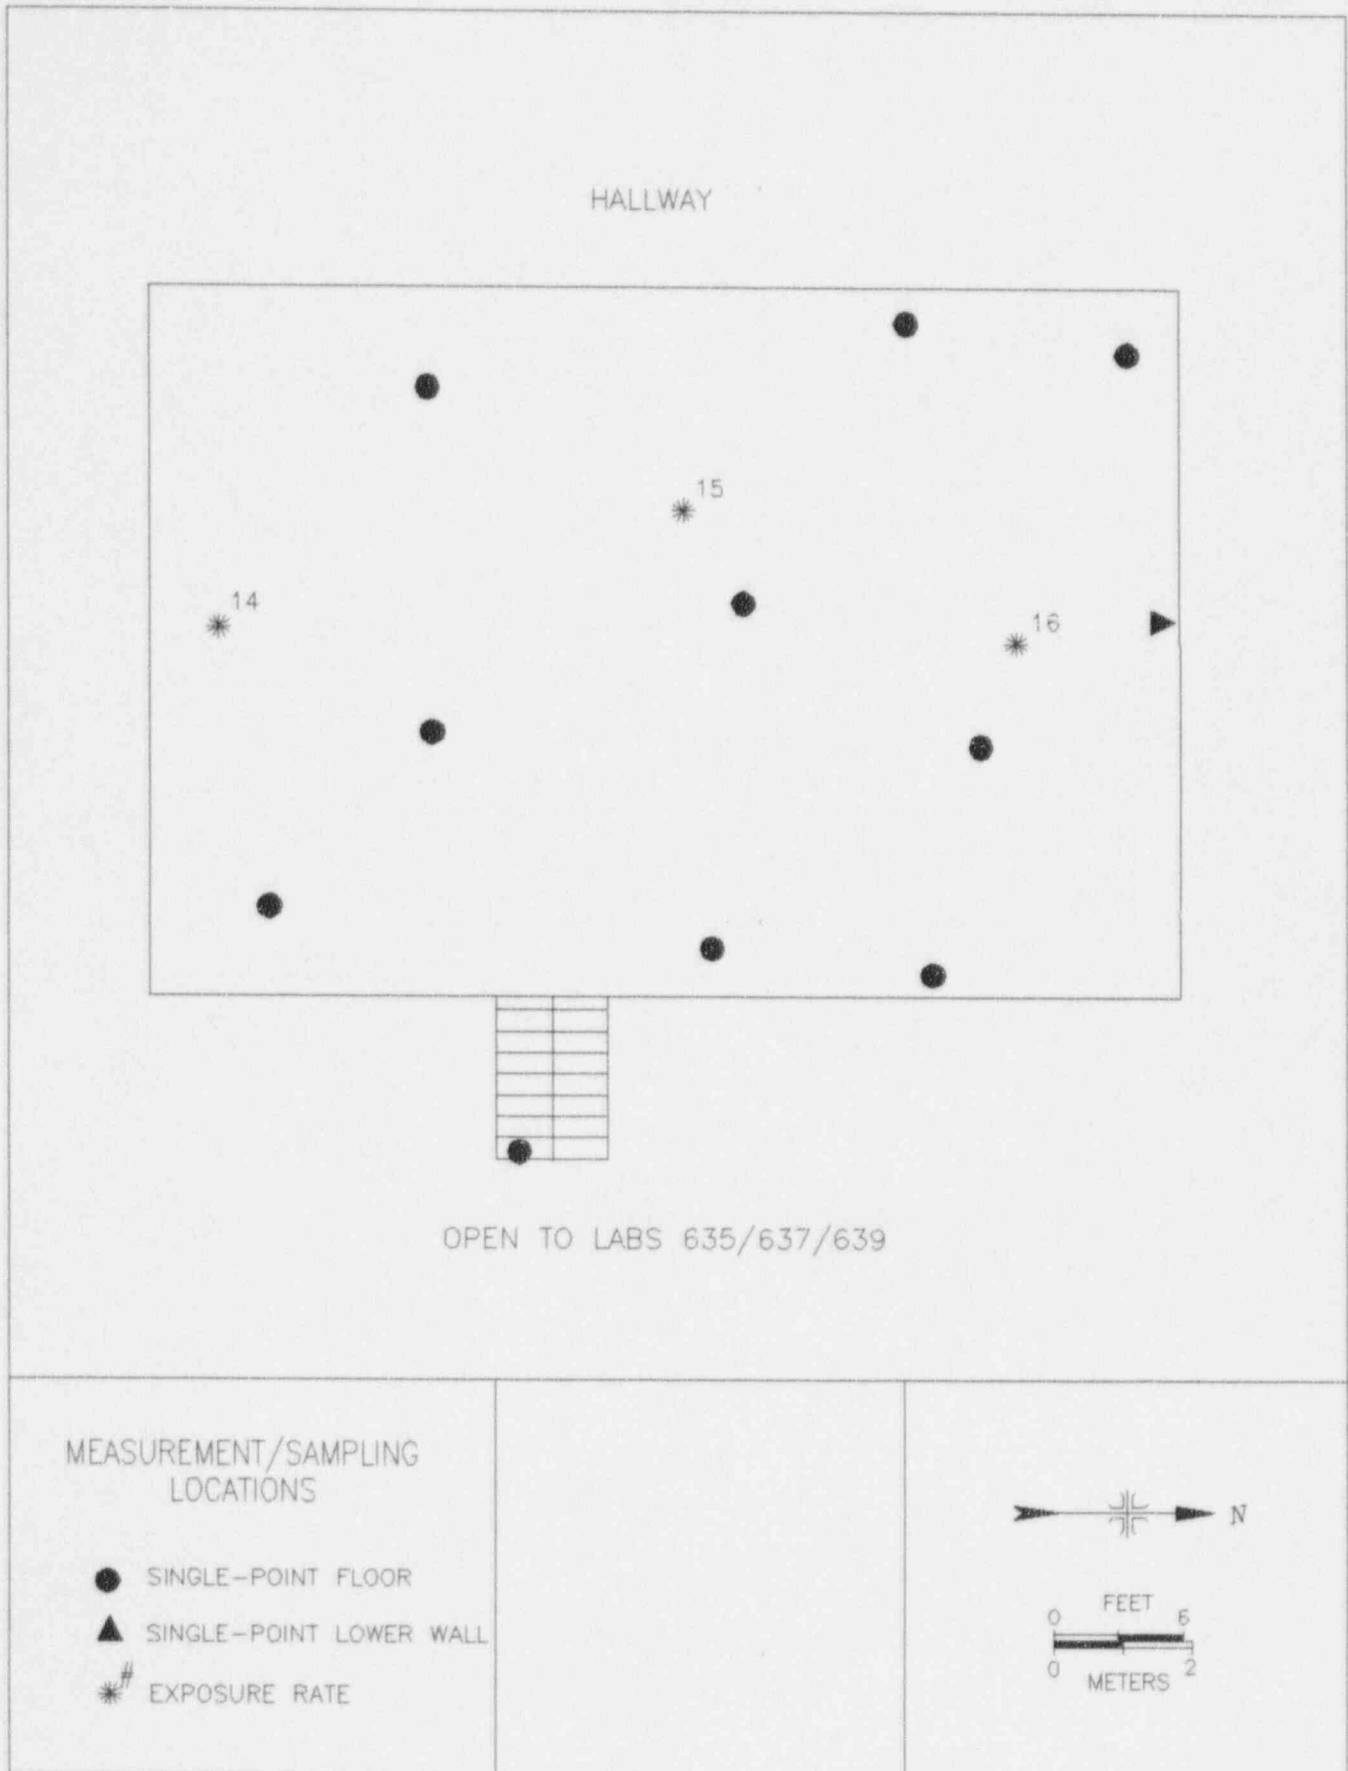 HALLWAY
15
14
16
OPEN TO LABS 635/637/639
MEASUREMENT/SAMPLING
LOCATIONS
SINGLE-POINT FLOOR
SINGLE-POINT LOWER WALL
# EXPOSURE RATE
N
FEET
0 6
0 2
METERS